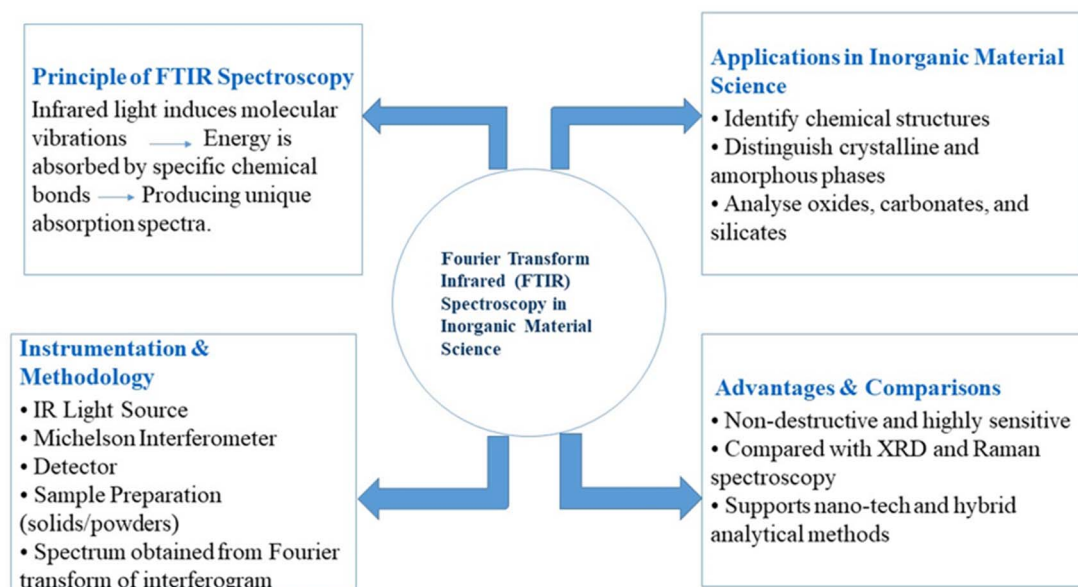 Principle of FTIR Spectroscopy
Infrared light induces molecular
vibrations → Energy is
absorbed by specific chemical
bonds → Producing unique
absorption spectra.
Applications in Inorganic Material
Science
• Identify chemical structures
• Distinguish crystalline and
amorphous phases
• Analyse oxides, carbonates, and
silicates
Fourier Transform
Infrared (FTIR)
Spectroscopy in
Inorganic Material
Science
Instrumentation &
Methodology
• IR Light Source
• Michelson Interferometer
• Detector
• Sample Preparation
(solids/powders)
• Spectrum obtained from Fourier
transform of interferogram
Advantages & Comparisons
• Non-destructive and highly sensitive
• Compared with XRD and Raman
spectroscopy
• Supports nano-tech and hybrid
analytical methods